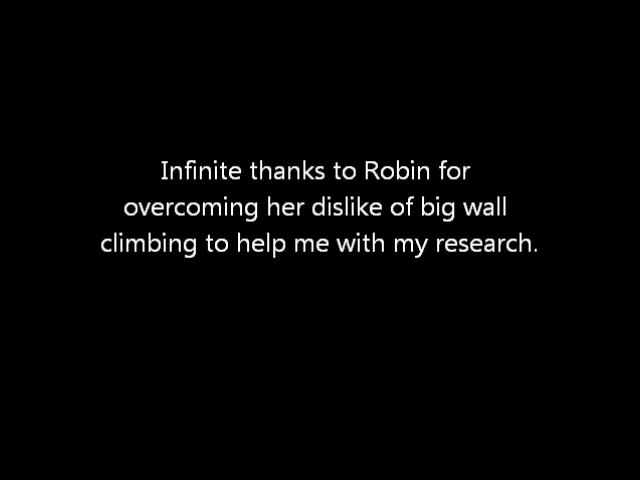 Infinite thanks to Robin for
overcoming her dislike of big wall
climbing to help me with my research.